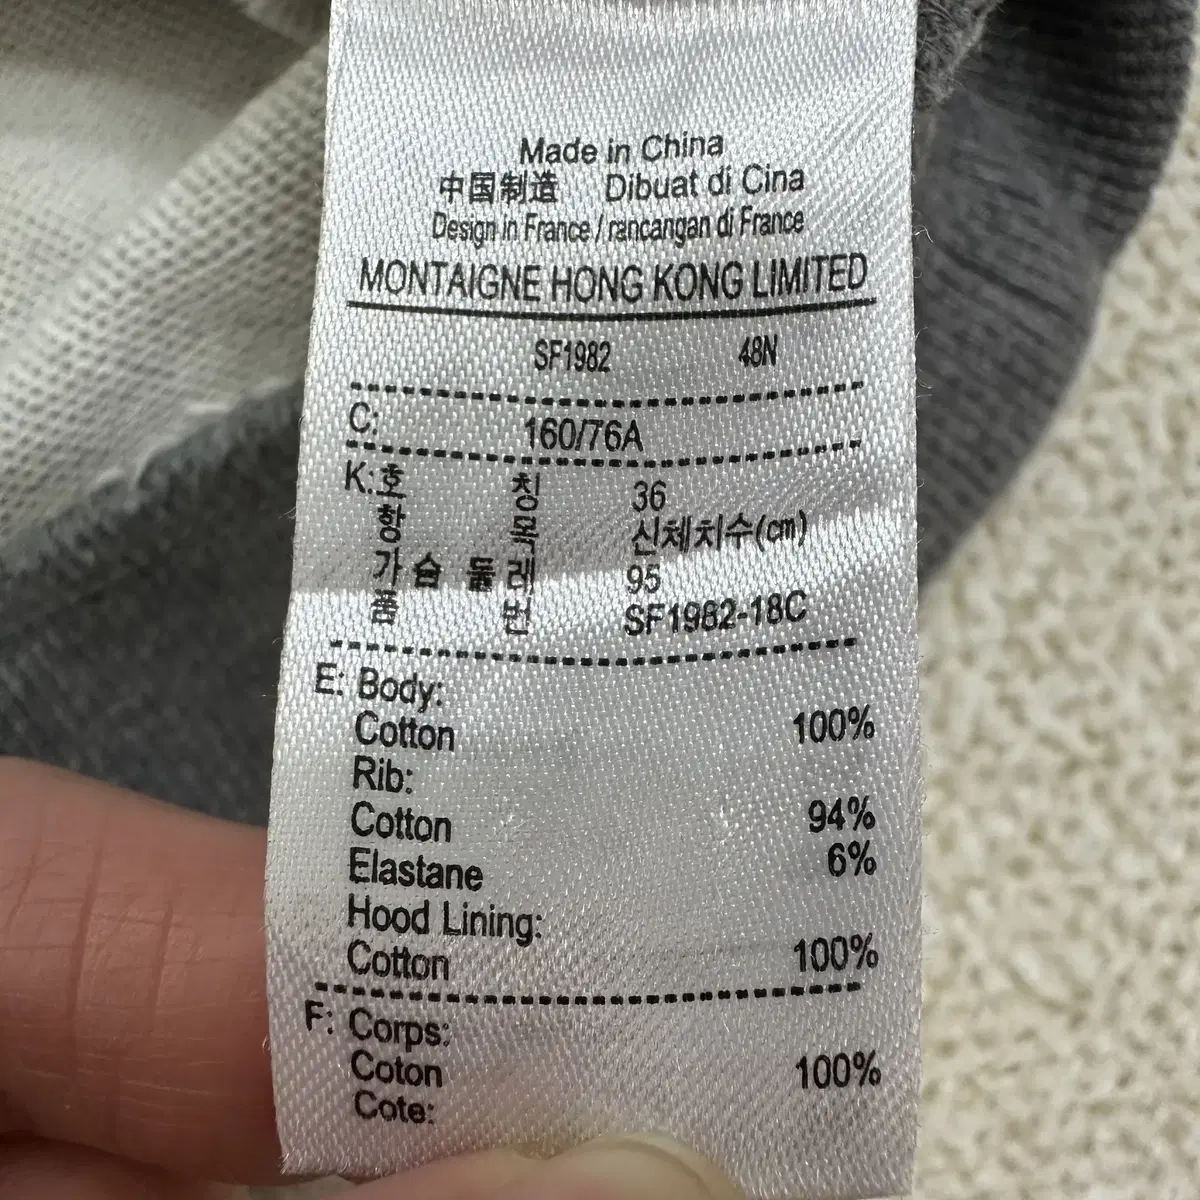 Made in China
中国制造 Dibuat di Cina
Design in France / rancangan di France
MONTAIGNE HONG KONG LIMITED
SF1982 48N
C: 160/76A
K: 호 칭 36
항 목 신체치수(cm)
가슴둘레 95
품 번 SF1982-18C
E: Body:
Cotton 100%
Rib:
Cotton 94%
Elastane 6%
Hood Lining:
Cotton 100%
F: Corps:
Coton 100%
Cote: